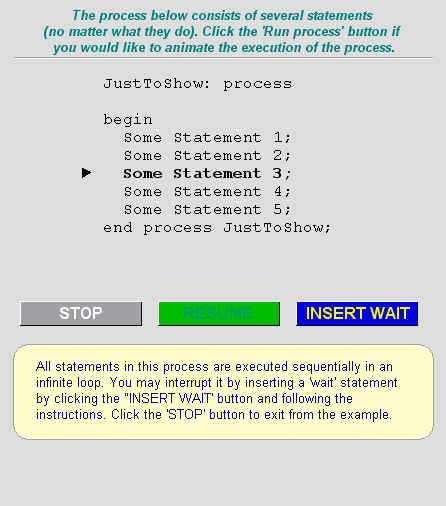 The process below consists of several statements
(no matter what they do). Click the 'Run process' button if
you would like to animate the execution of the process.
JustToShow: process
begin
Some Statement 1;
Some Statement 2;
Some Statement 3;
Some Statement 4;
Some Statement 5;
end process JustToShow;
STOP RESUME INSERT WAIT
All statements in this process are executed sequentially in an
infinite loop. You may interrupt it by inserting a 'wait' statement
by clicking the "INSERT WAIT' button and following the
instructions. Click the 'STOP' button to exit from the example.